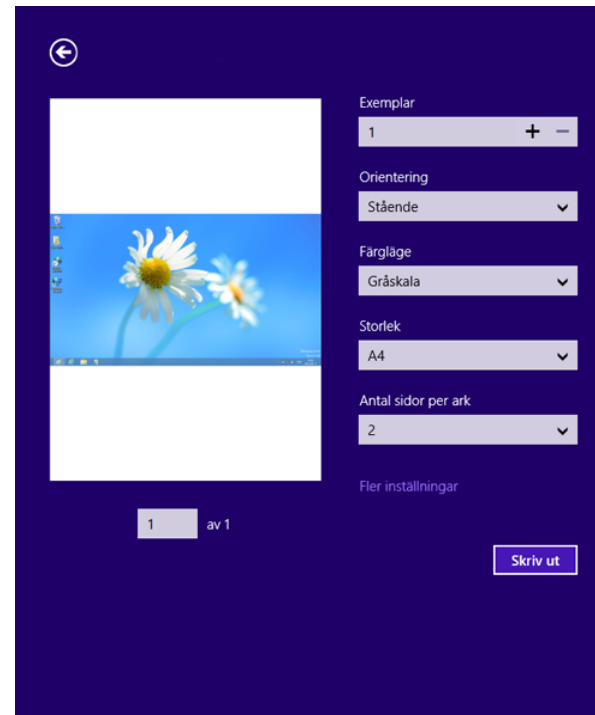 Exemplar
1
Orientering
Stående
Färgläge
Gråskala
Storlek
A4
Antal sidor per ark
2
Fler inställningar
1 av 1
Skriv ut